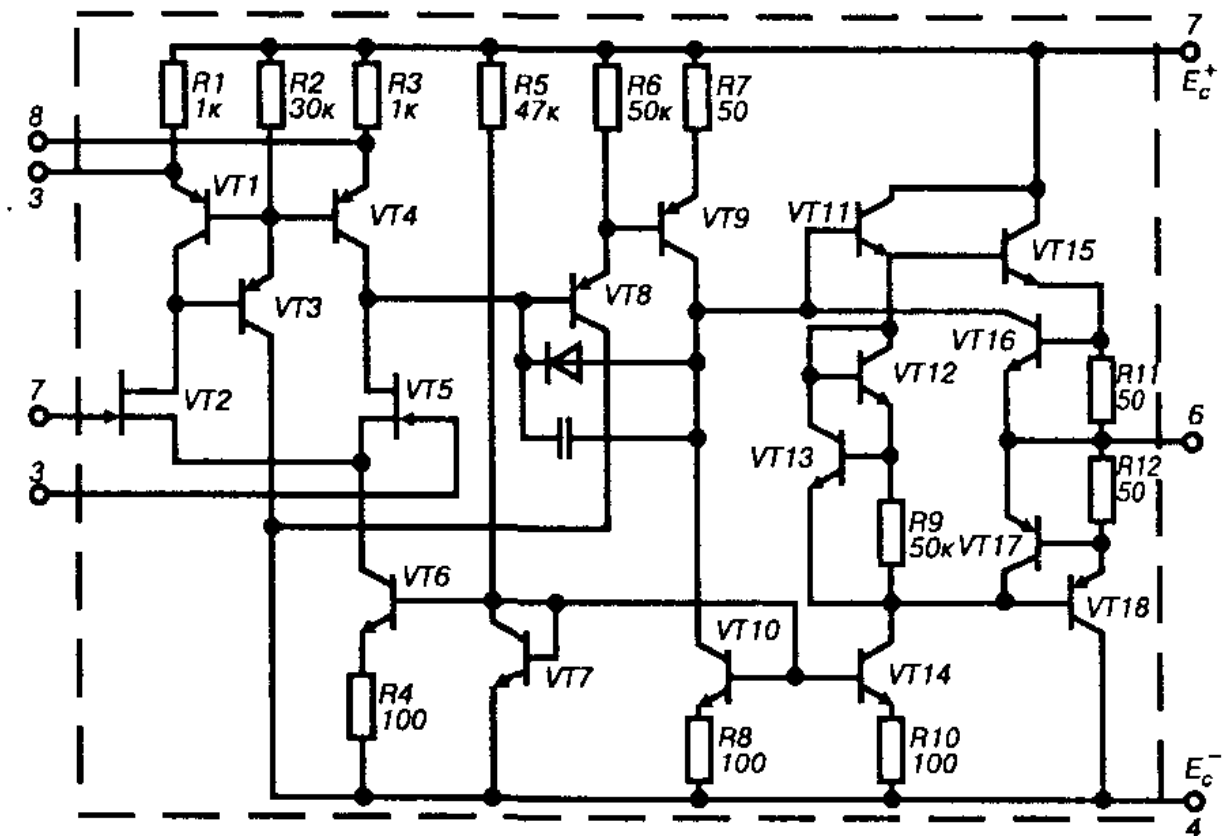 7
E_c^+
R1
1к
R2
30к
R3
1к
R5
47к
R6
50к
R7
50
8
3
VT1
VT4
VT9
VT11
VT15
VT3
VT8
VT16
VT2
VT5
VT12
R11
50
7
6
VT13
R12
50
3
R9
50к
VT17
VT6
VT10
VT18
VT7
VT14
R4
100
R8
100
R10
100
E_c^-
4